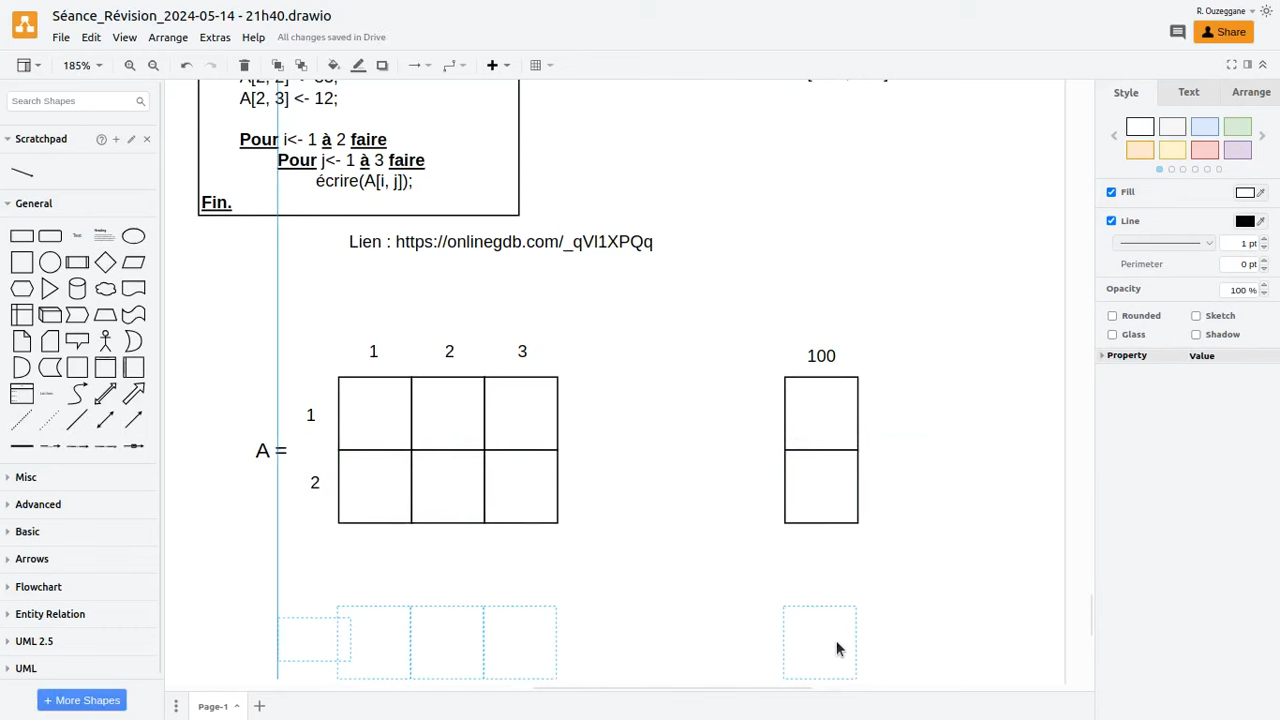 Séance_Révision_2024-05-14 - 21h40.drawio
R. Ouzeggane
File Edit View Arrange Extras Help All changes saved in Drive
Share
185%
Search Shapes
Style Text Arrange
Scratchpad
General
Text
Heading
List Item
Misc
Advanced
Basic
Arrows
Flowchart
Entity Relation
UML 2.5
UML
+ More Shapes
A[2, 3] <- 12;
Pour i<- 1 à 2 faire
Pour j<- 1 à 3 faire
écrire(A[i, j]);
Fin.
Lien : https://onlinegdb.com/_qVl1XPQq
1 2 3 100
1
A =
2
Fill
Line
1 pt
Perimeter 0 pt
Opacity 100 %
Rounded Sketch
Glass Shadow
Property Value
Page-1